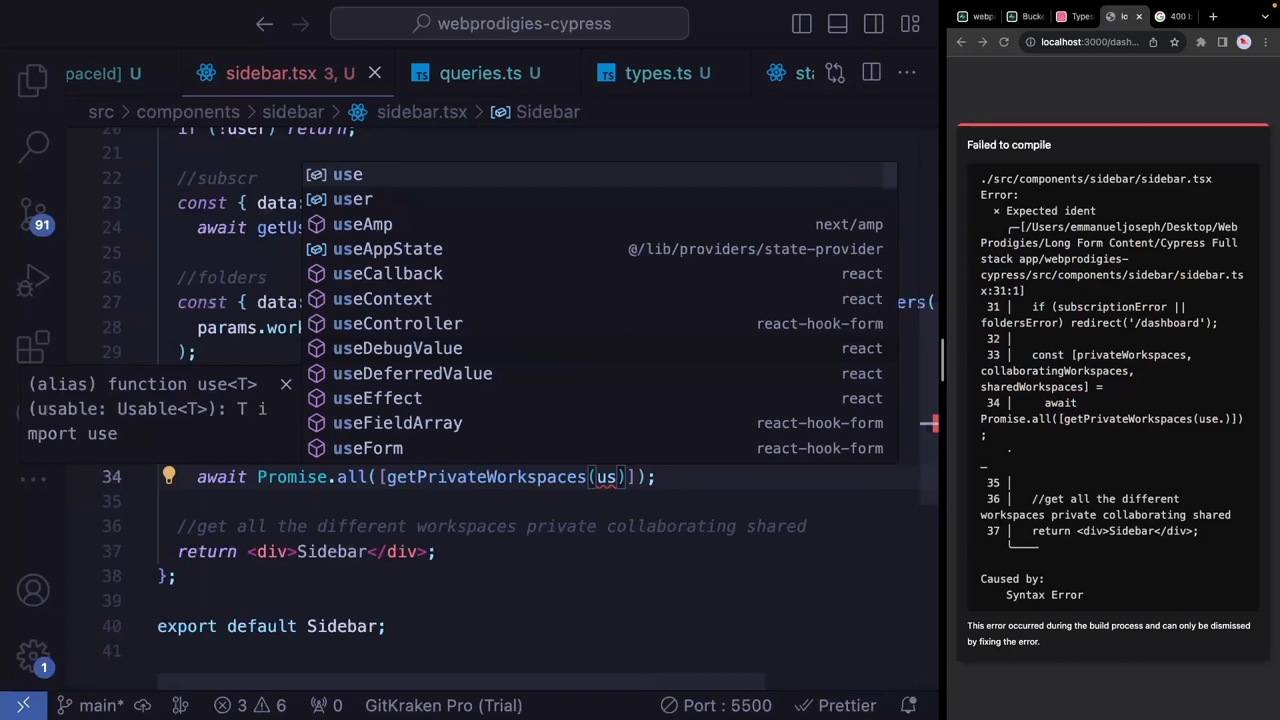 webprodigies-cypress
paceId] U
sidebar.tsx 3, U
queries.ts U
types.ts U
sta
src > components > sidebar > sidebar.tsx > Sidebar
20 if (!user) return;
21
22 //subscr
23 const { data:
24 await getUs
25
26 //folders
27 const { data: ers(
28 params.work
29 );
use
user
useAmp next/amp
useAppState @/lib/providers/state-provider
useCallback react
useContext react
useController react-hook-form
useDebugValue react
useDeferredValue react
useEffect react
useFieldArray react-hook-form
useForm react-hook-form
(alias) function use<T>
(usable: Usable<T>): T i
mport use
34 await Promise.all([getPrivateWorkspaces(us)]);
35
36 //get all the different workspaces private collaborating shared
37 return <div>Sidebar</div>;
38 };
39
40 export default Sidebar;
41
91
1
main*
3 6
0
GitKraken Pro (Trial)
Port : 5500
Prettier
webp
Bucke
Types
lo
400 b
localhost:3000/dash...
Failed to compile
./src/components/sidebar/sidebar.tsx
Error:
× Expected ident
╭─[/Users/emmanueljoseph/Desktop/Web
Prodigies/Long Form Content/Cypress Full
stack app/webprodigies-
cypress/src/components/sidebar/sidebar.ts
x:31:1]
31 │ if (subscriptionError ||
foldersError) redirect('/dashboard');
32 │
33 │ const [privateWorkspaces,
collaboratingWorkspaces,
sharedWorkspaces] =
34 │ await
Promise.all([getPrivateWorkspaces(use.)])
;
·
─
35 │
36 │ //get all the different
workspaces private collaborating shared
37 │ return <div>Sidebar</div>;
╰────
Caused by:
Syntax Error
This error occurred during the build process and can only be dismissed
by fixing the error.